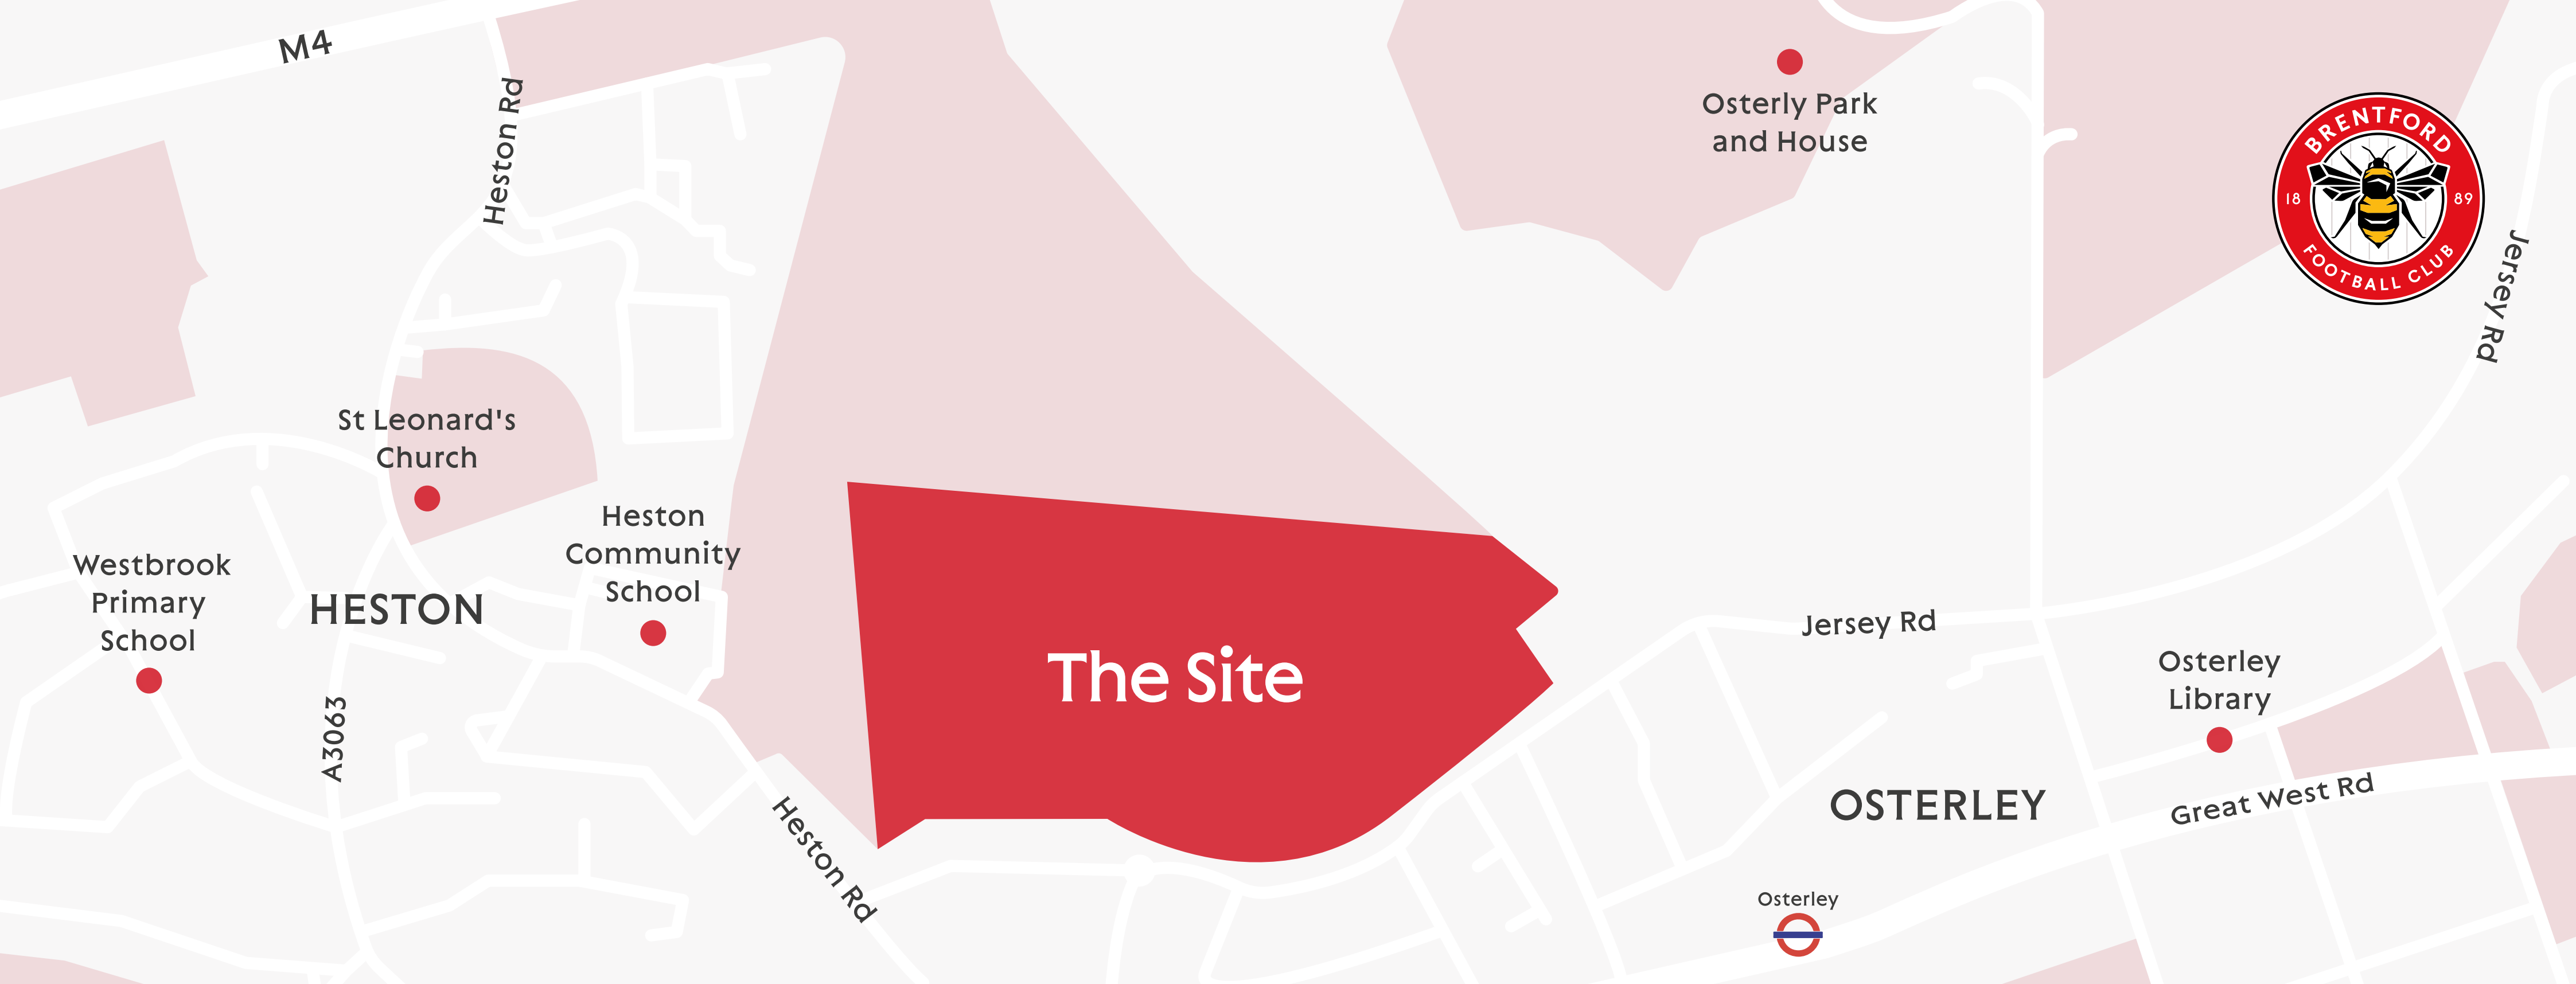 M4
Heston Rd
Osterly Park
and House
BRENTFORD
18
89
FOOTBALL CLUB
Jersey Rd
St Leonard's
Church
Heston
Community
School
Westbrook
Primary
School
HESTON
The Site
Jersey Rd
Osterley
Library
A3063
Heston Rd
OSTERLEY
Great West Rd
Osterley